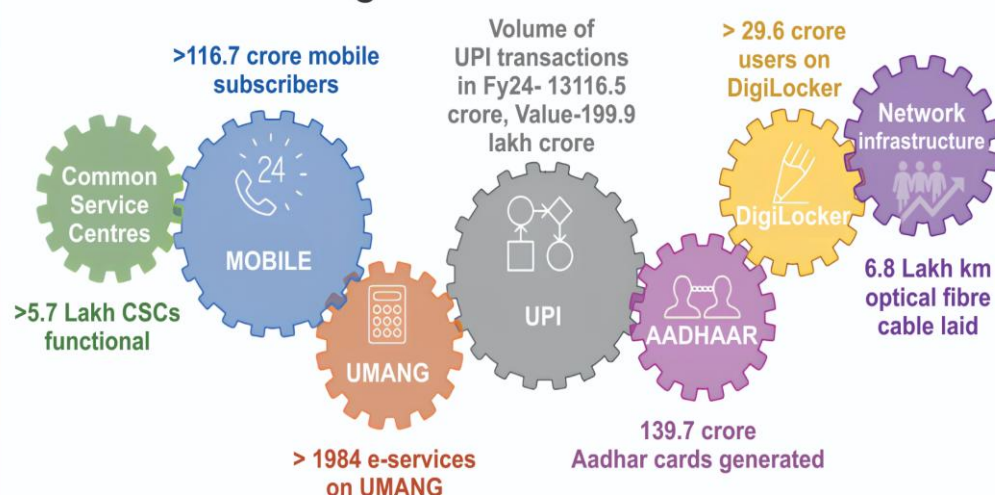 >116.7 crore mobile
subscribers
Volume of
UPI transactions
in Fy24- 13116.5
crore, Value-199.9
lakh crore
> 29.6 crore
users on
DigiLocker
Network
infrastructure
Common
Service
Centres
24
MOBILE
DigiLocker
>5.7 Lakh CSCs
functional
UMANG
UPI
AADHAAR
6.8 Lakh km
optical fibre
cable laid
> 1984 e-services
on UMANG
139.7 crore
Aadhar cards generated